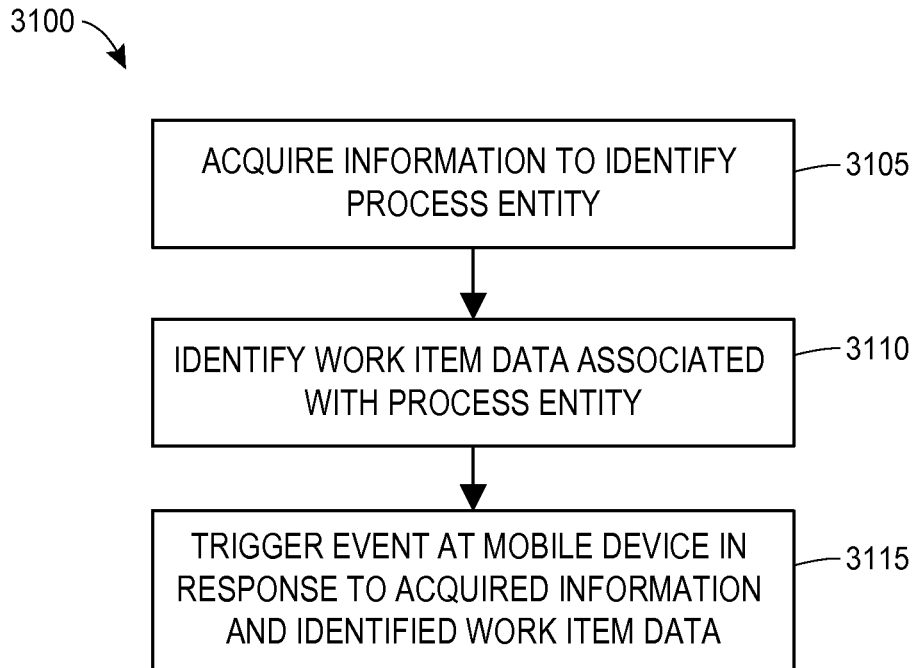 3100
ACQUIRE INFORMATION TO IDENTIFY
PROCESS ENTITY
3105
IDENTIFY WORK ITEM DATA ASSOCIATED
WITH PROCESS ENTITY
3110
TRIGGER EVENT AT MOBILE DEVICE IN
RESPONSE TO ACQUIRED INFORMATION
AND IDENTIFIED WORK ITEM DATA
3115